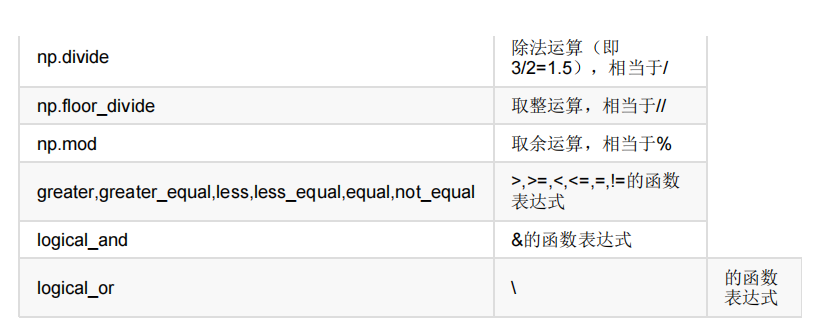 np.divide
除法运算（即
3/2=1.5），相当于/
np.floor_divide
取整运算，相当于//
np.mod
取余运算，相当于%
greater,greater_equal,less,less_equal,equal,not_equal
>,>=,<,<=,=,!=的函数
表达式
logical_and
&的函数表达式
logical_or
\
的函数
表达式